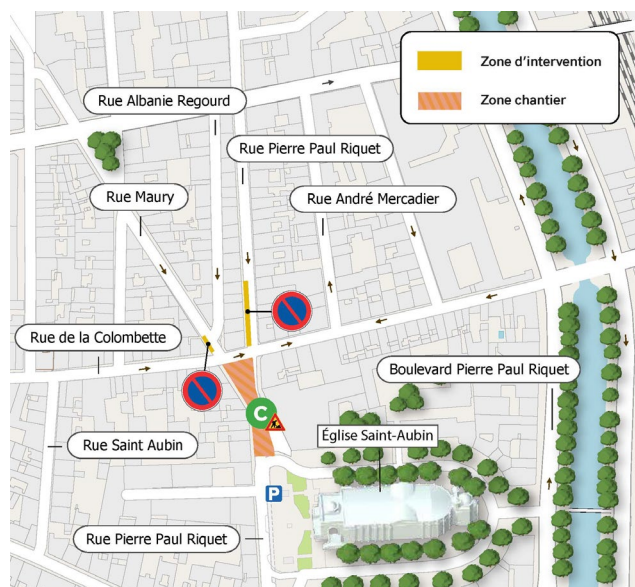 Zone d'intervention
Zone chantier
Rue Albanie Regourd
Rue Pierre Paul Riquet
Rue Maury
Rue André Mercadier
Rue de la Colombette
Boulevard Pierre Paul Riquet
C
Église Saint-Aubin
Rue Saint Aubin
P
Rue Pierre Paul Riquet